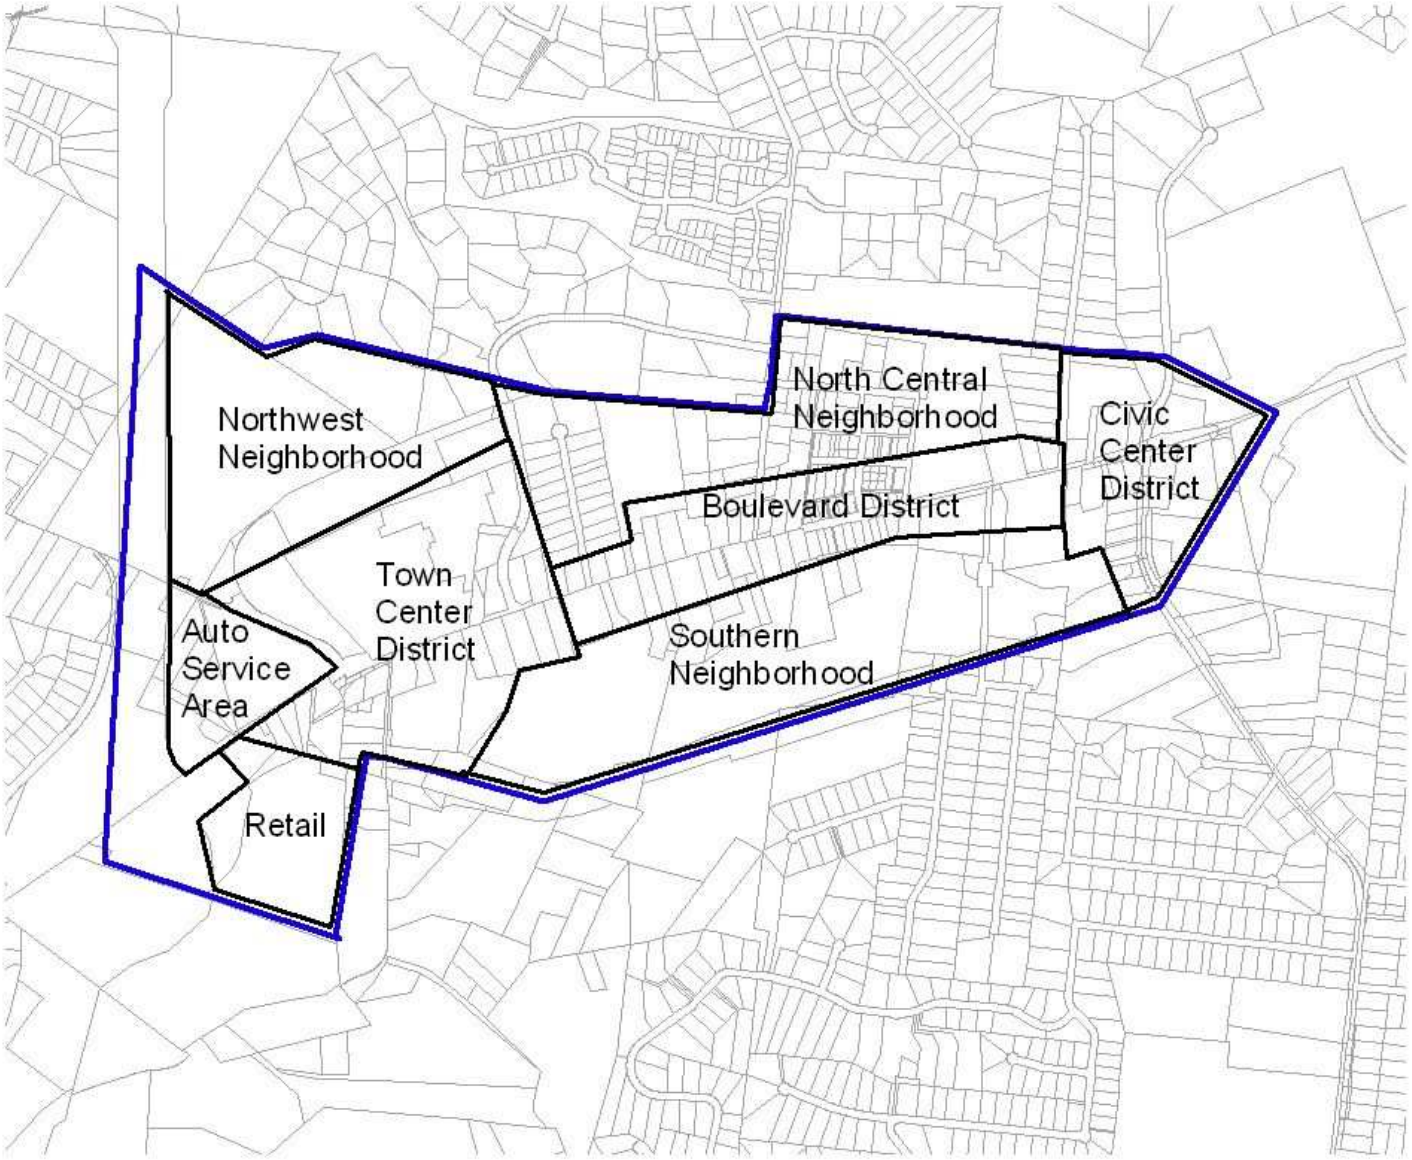 North Central
Neighborhood
Northwest
Neighborhood
Civic
Center
District
Boulevard District
Town
Center
District
Auto
Service
Area
Southern
Neighborhood
Retail